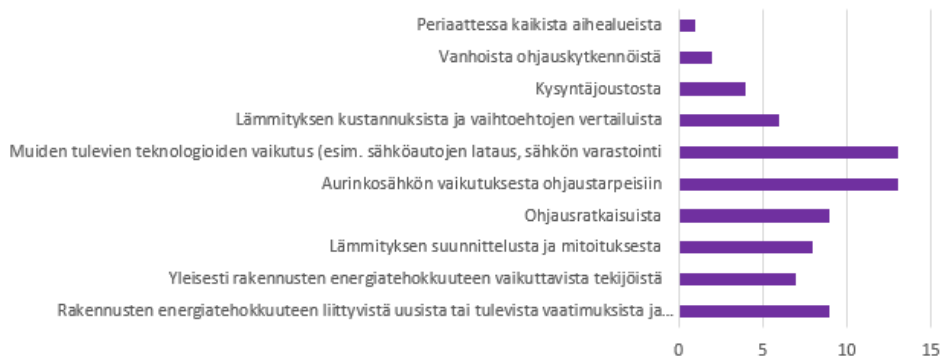 Periaattessa kaikista aihealueista
Vanhoista ohjauskytkennöistä
Kysyntäjoustosta
Lämmityksen kustannuksista ja vaihtoehtojen vertailuista
Muiden tulevien teknologioiden vaikutus (esim. sähköautojen lataus, sähkön varastointi
Aurinkosähkön vaikutuksesta ohjaustarpeisiin
Ohjausratkaisuista
Lämmityksen suunnittelusta ja mitoituksesta
Yleisesti rakennusten energiatehokkuuteen vaikuttavista tekijöistä
Rakennusten energiatehokkuuteen liittyvistä uusista tai tulevista vaatimuksista ja...
0 5 10 15